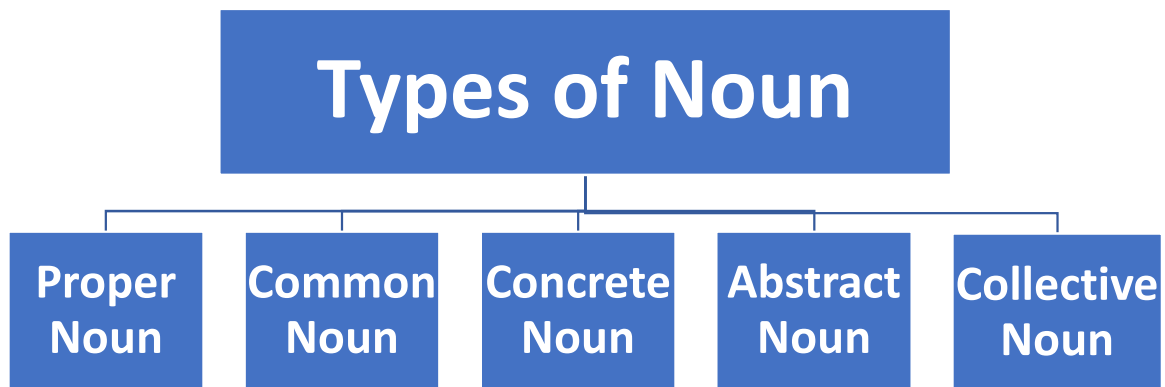 Types of Noun
Proper
Noun
Common
Noun
Concrete
Noun
Abstract
Noun
Collective
Noun